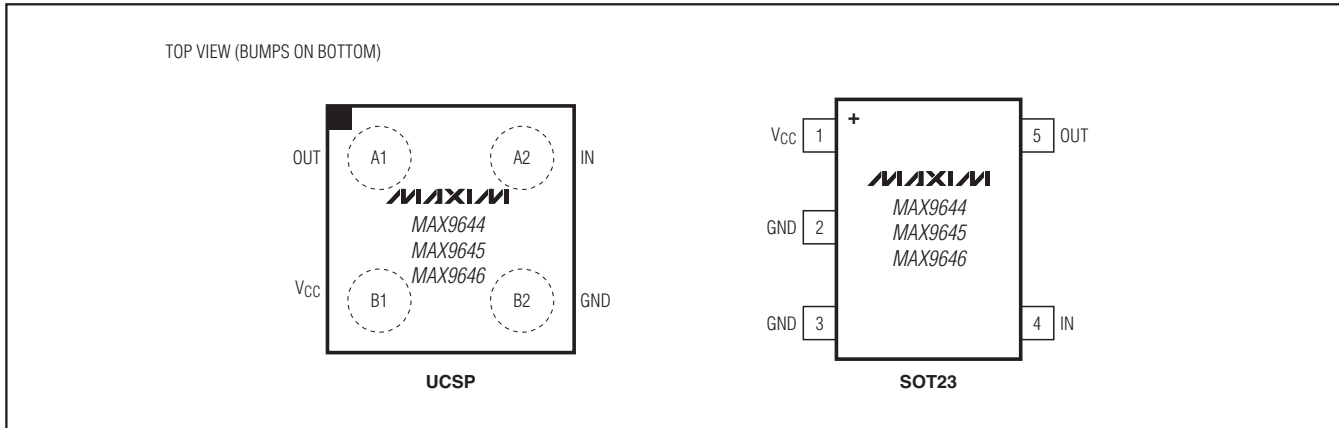 TOP VIEW (BUMPS ON BOTTOM)
OUT A1 A2 IN
MAXIM
MAX9644
MAX9645
MAX9646
VCC B1 B2 GND
UCSP
+
VCC 1 5 OUT
MAXIM
MAX9644
MAX9645
MAX9646
GND 2
GND 3 4 IN
SOT23